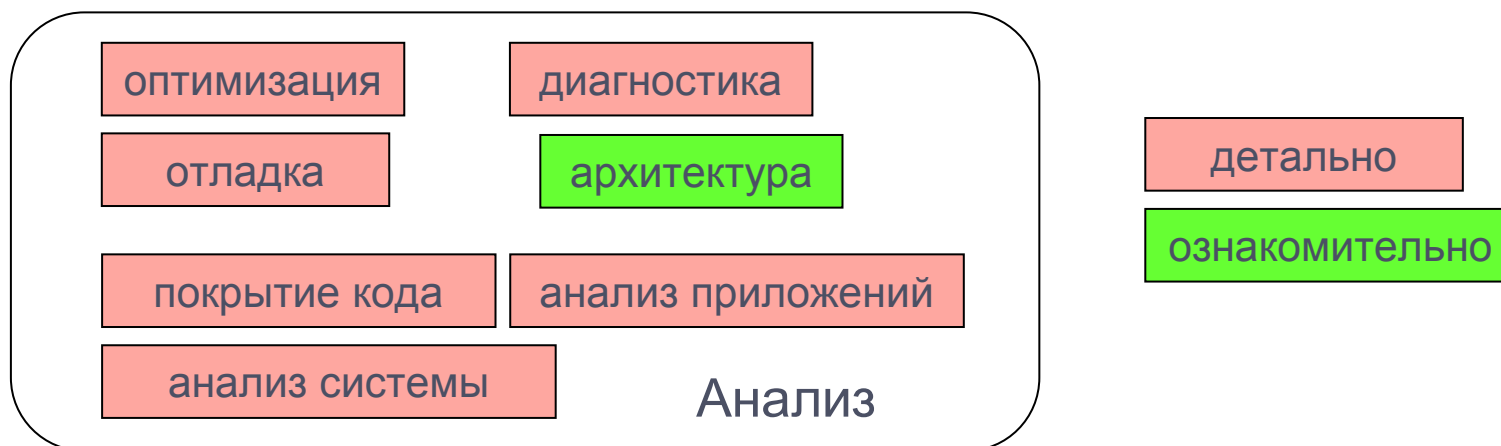 оптимизация
диагностика
отладка
архитектура
покрытие кода
анализ приложений
анализ системы
Анализ
детально
ознакомительно